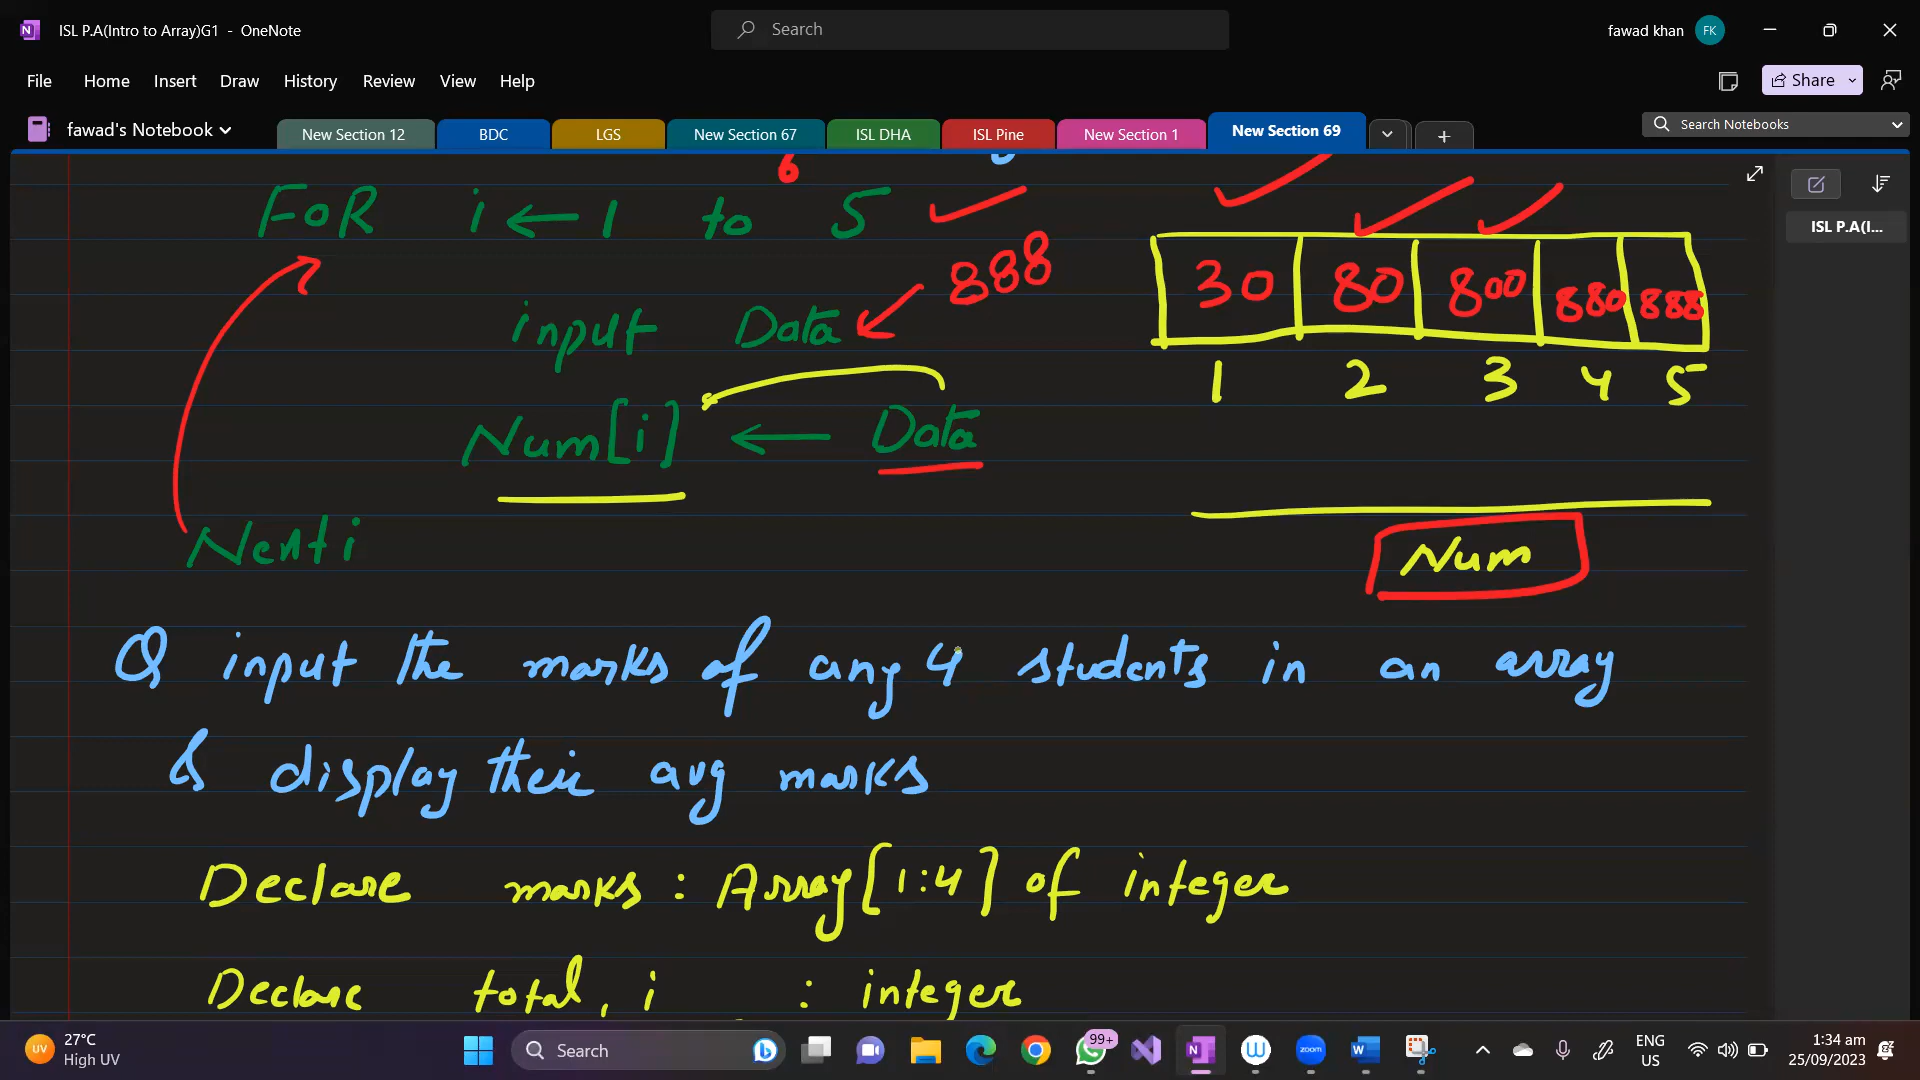 ISL P.A(Intro to Array)G1 - OneNote
Search
fawad khan FK
File Home Insert Draw History Review View Help
Share
fawad's Notebook
New Section 12 BDC LGS New Section 67 ISL DHA ISL Pine New Section 1 New Section 69
Search Notebooks
ISL P.A(I...
6
FOR i ← 1 to 5
888
30 80 800 880 888
input Data
1 2 3 4 5
Num[i] ← Data
Next i
Num
Q input the marks of any 4 students in an array
& display their avg marks
Declare marks : Array[1:4] of integer
Declare total, i : integer
27°C
High UV
Search
99+
zoom
ENG
US
1:34 am
25/09/2023